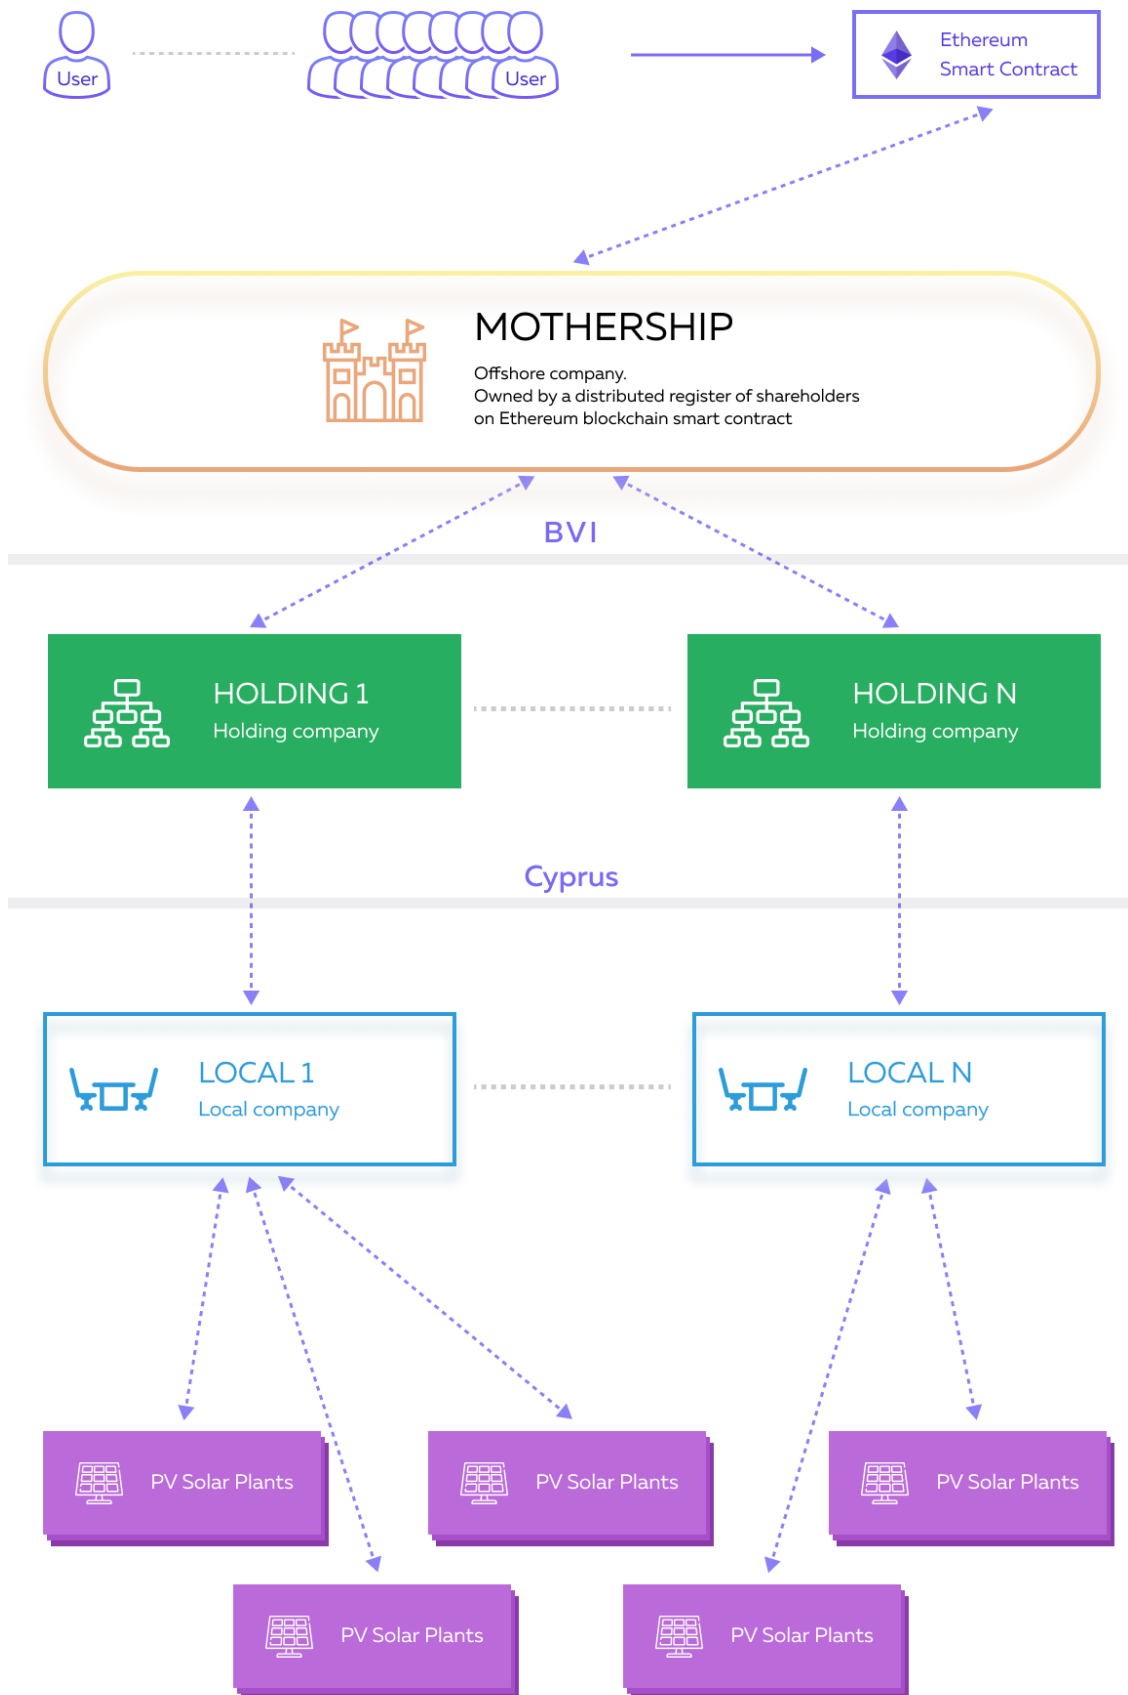 User
User
Ethereum
Smart Contract
MOTHERSHIP
Offshore company.
Owned by a distributed register of shareholders
on Ethereum blockchain smart contract
BVI
HOLDING 1
Holding company
HOLDING N
Holding company
Cyprus
LOCAL 1
Local company
LOCAL N
Local company
PV Solar Plants
PV Solar Plants
PV Solar Plants
PV Solar Plants
PV Solar Plants